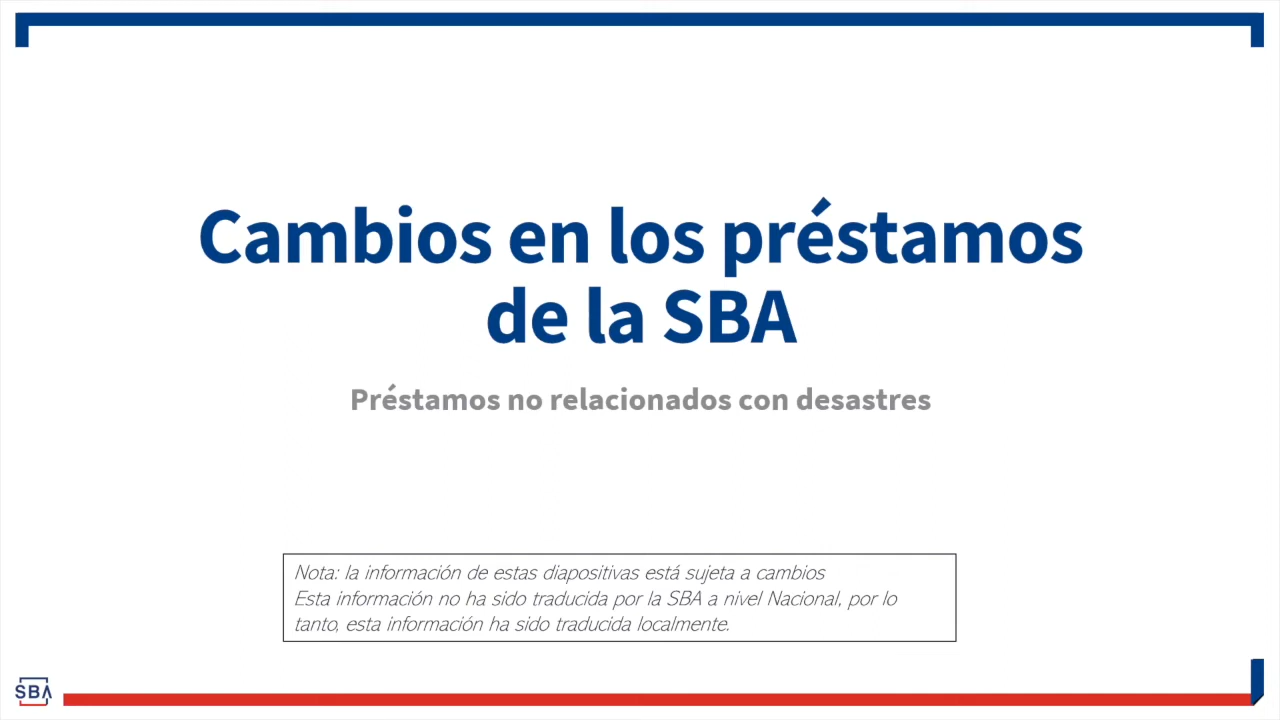 Cambios en los préstamos
de la SBA
Préstamos no relacionados con desastres
Nota: la información de estas diapositivas está sujeta a cambios
Esta información no ha sido traducida por la SBA a nivel Nacional, por lo
tanto, esta información ha sido traducida localmente.
SBA